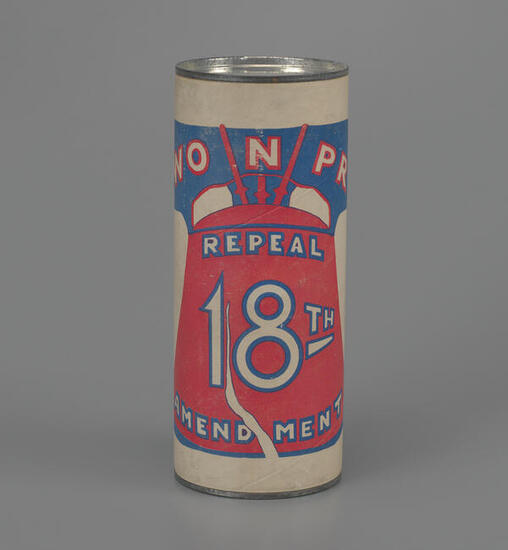 WO N PR
REPEAL
18TH
AMENDMENT